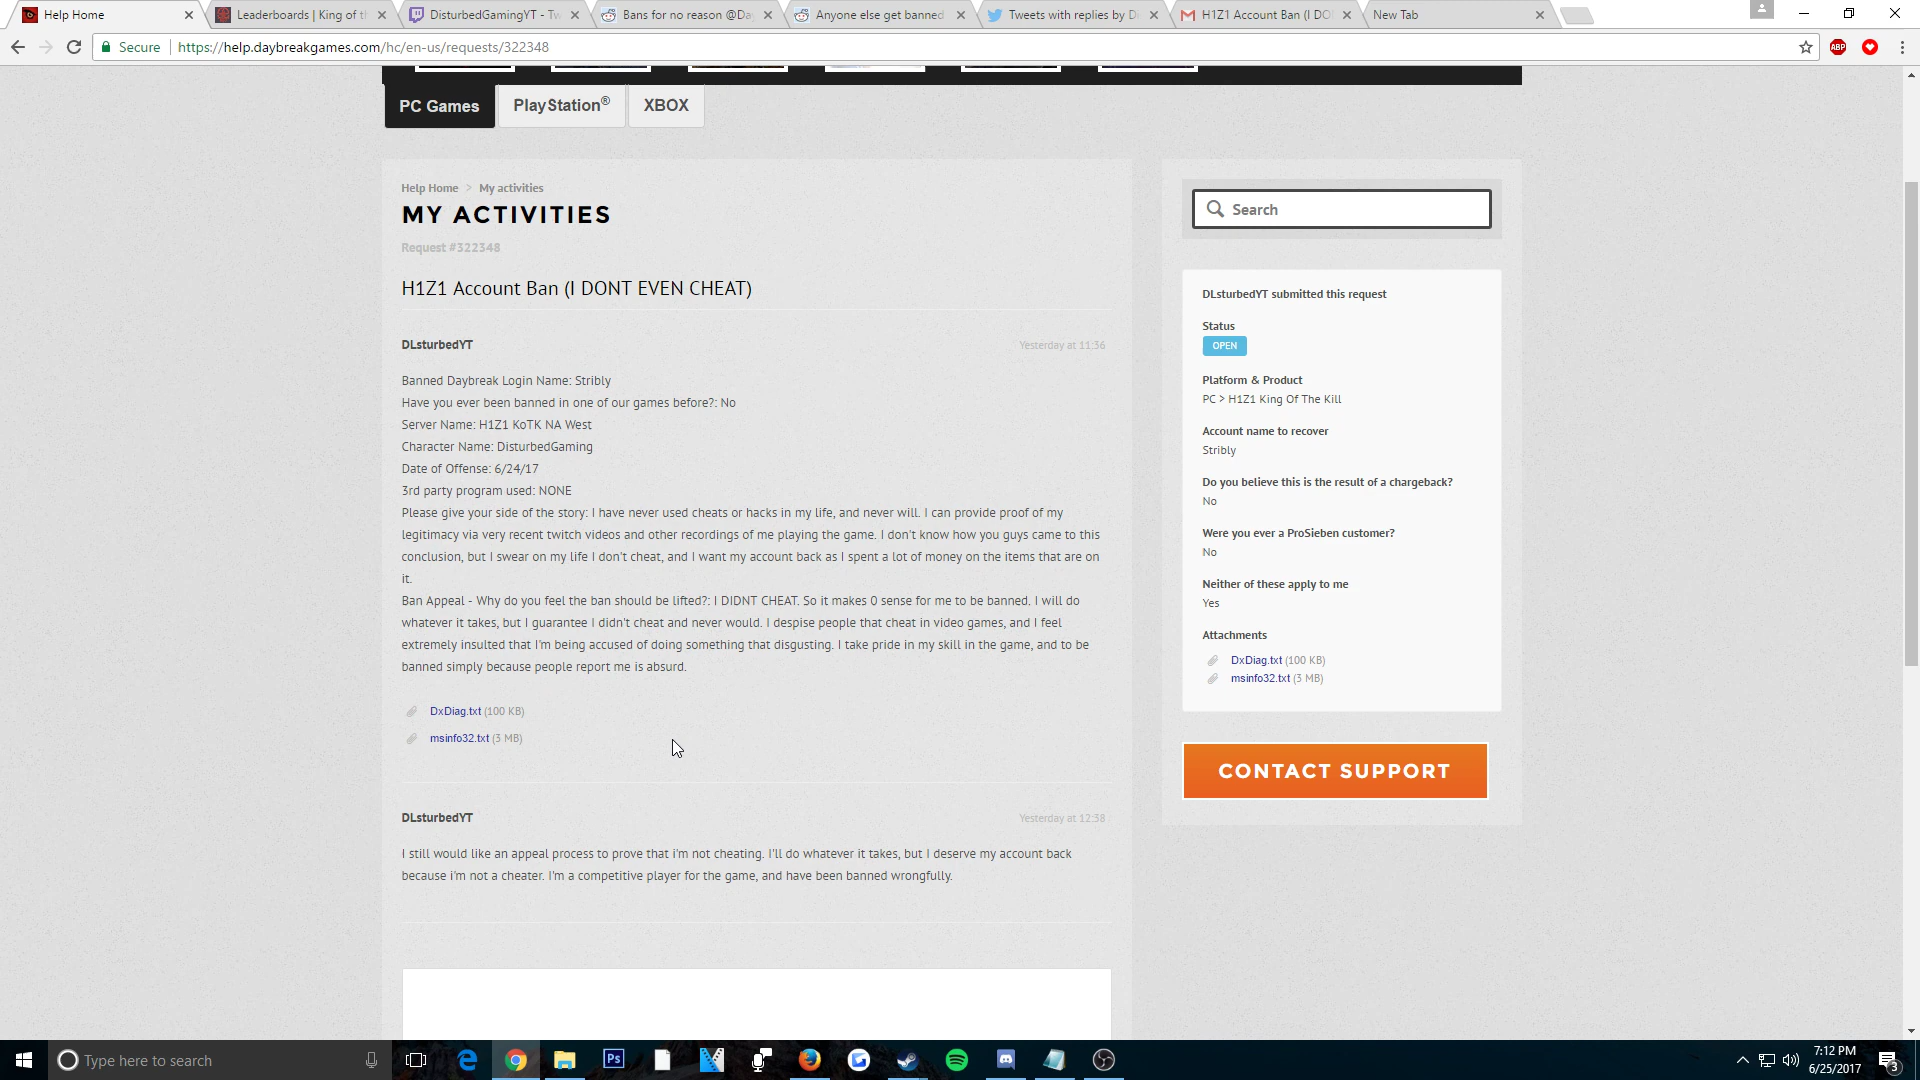 Help Home
Leaderboards | King of th
DisturbedGamingYT - Tw
Bans for no reason @Day
Anyone else get banned
Tweets with replies by Di
H1Z1 Account Ban (I DO
New Tab
Secure | https://help.daybreakgames.com/hc/en-us/requests/322348
ABP
PC Games
PlayStation®
XBOX
Help Home > My activities
MY ACTIVITIES
Request #322348
H1Z1 Account Ban (I DONT EVEN CHEAT)
DLsturbedYT
Yesterday at 11:36
Banned Daybreak Login Name: Stribly
Have you ever been banned in one of our games before?: No
Server Name: H1Z1 KoTK NA West
Character Name: DisturbedGaming
Date of Offense: 6/24/17
3rd party program used: NONE
Please give your side of the story: I have never used cheats or hacks in my life, and never will. I can provide proof of my
legitimacy via very recent twitch videos and other recordings of me playing the game. I don't know how you guys came to this
conclusion, but I swear on my life I don't cheat, and I want my account back as I spent a lot of money on the items that are on
it.
Ban Appeal - Why do you feel the ban should be lifted?: I DIDNT CHEAT. So it makes 0 sense for me to be banned. I will do
whatever it takes, but I guarantee I didn't cheat and never would. I despise people that cheat in video games, and I feel
extremely insulted that I'm being accused of doing something that disgusting. I take pride in my skill in the game, and to be
banned simply because people report me is absurd.
DxDiag.txt (100 KB)
msinfo32.txt (3 MB)
DLsturbedYT
Yesterday at 12:38
I still would like an appeal process to prove that i'm not cheating. I'll do whatever it takes, but I deserve my account back
because i'm not a cheater. I'm a competitive player for the game, and have been banned wrongfully.
Search
DLsturbedYT submitted this request
Status
OPEN
Platform & Product
PC > H1Z1 King Of The Kill
Account name to recover
Stribly
Do you believe this is the result of a chargeback?
No
Were you ever a ProSieben customer?
No
Neither of these apply to me
Yes
Attachments
DxDiag.txt (100 KB)
msinfo32.txt (3 MB)
CONTACT SUPPORT
Type here to search
Ps
7:12 PM
6/25/2017
3